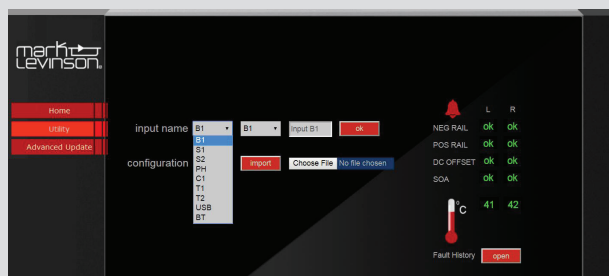 mark
Levinson®
Home
Utility
Advanced Update
input name B1 B1 Input B1 ok
B1
S1
S2
PH
C1
T1
T2
USB
BT
configuration import Choose File No file chosen
L R
NEG RAIL ok ok
POS RAIL ok ok
DC OFFSET ok ok
SOA ok ok
°C 41 42
Fault History open